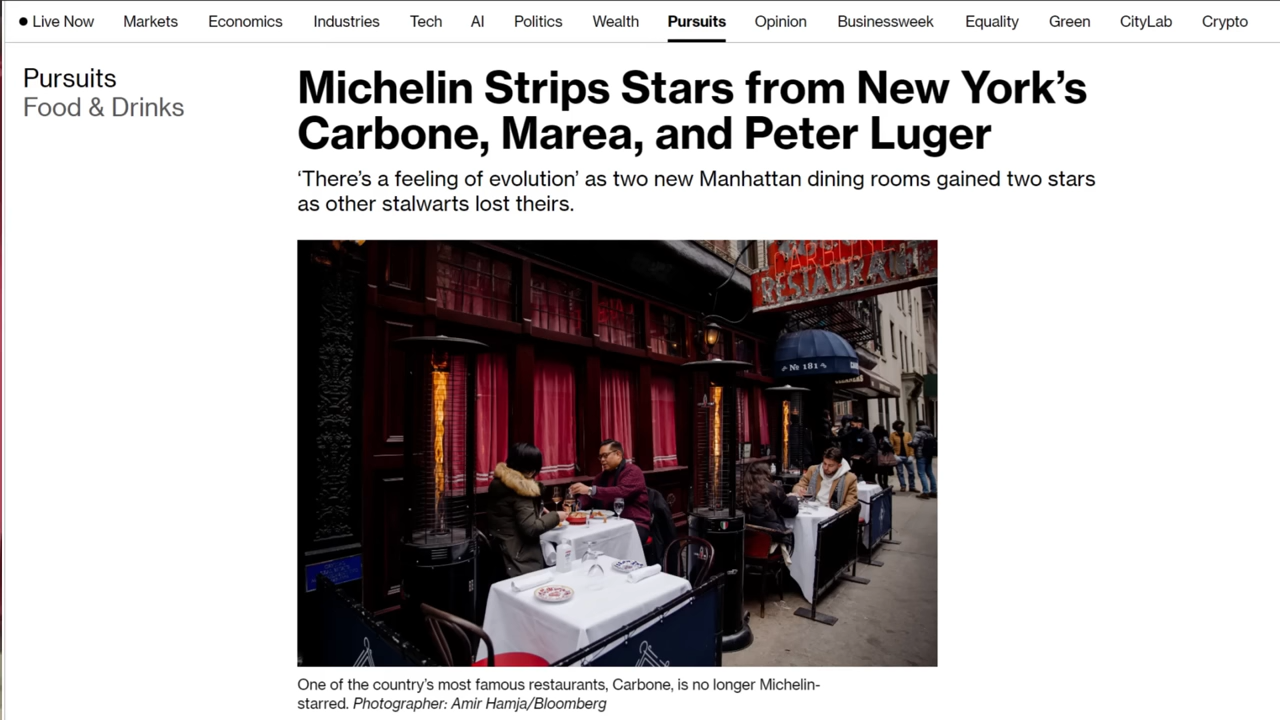 Live Now Markets Economics Industries Tech AI Politics Wealth Pursuits Opinion Businessweek Equality Green CityLab Crypto
Pursuits
Food & Drinks
Michelin Strips Stars from New York’s
Carbone, Marea, and Peter Luger
‘There’s a feeling of evolution’ as two new Manhattan dining rooms gained two stars
as other stalwarts lost theirs.
CARBONE
RESTAURANT
№ 181
One of the country’s most famous restaurants, Carbone, is no longer Michelin-
starred. Photographer: Amir Hamja/Bloomberg